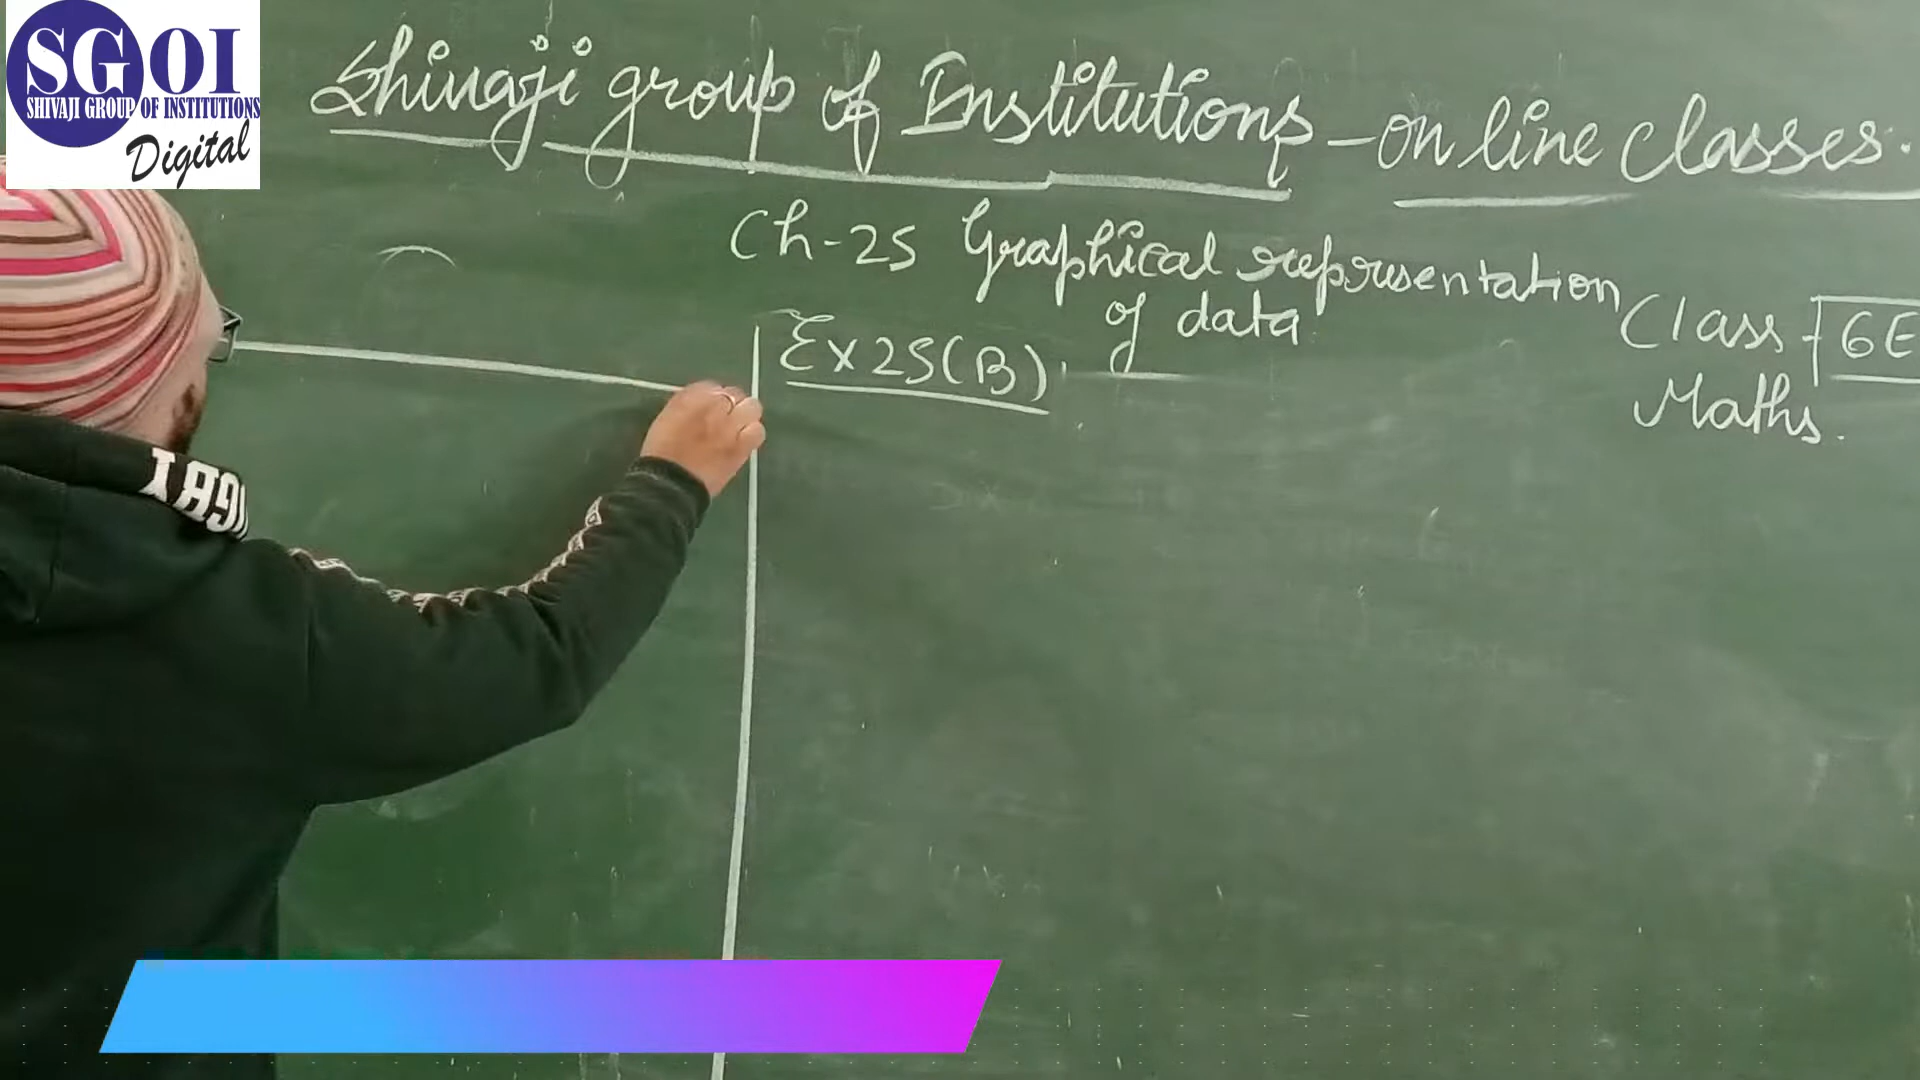 SGOI
SHIVAJI GROUP OF INSTITUTIONS
Digital
Shivaji group of Institutions - on line classes.
Ch-25 Graphical representation
of data
Class - 6E
Ex 25(B)
Maths.